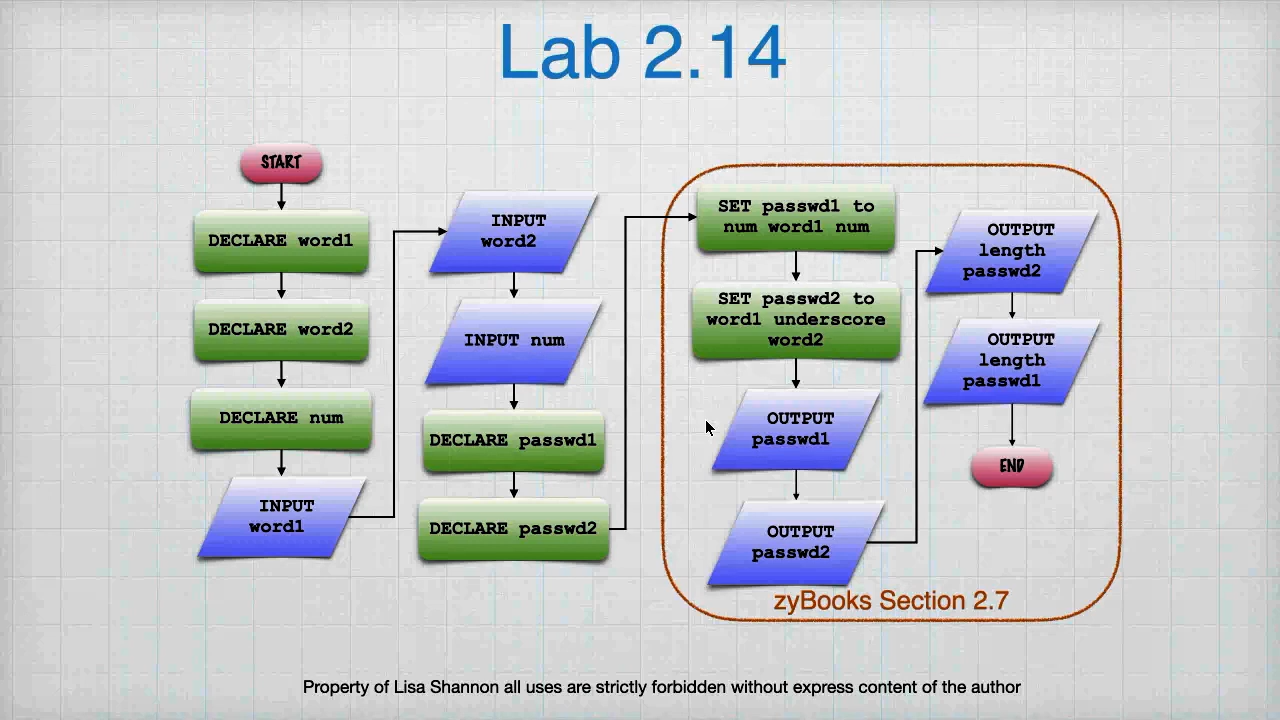 Lab 2.14
START
DECLARE word1
DECLARE word2
DECLARE num
INPUT
word1
INPUT
word2
INPUT num
DECLARE passwd1
DECLARE passwd2
SET passwd1 to
num word1 num
SET passwd2 to
word1 underscore
word2
OUTPUT
passwd1
OUTPUT
passwd2
OUTPUT
length
passwd2
OUTPUT
length
passwd1
END
zyBooks Section 2.7
Property of Lisa Shannon all uses are strictly forbidden without express content of the author